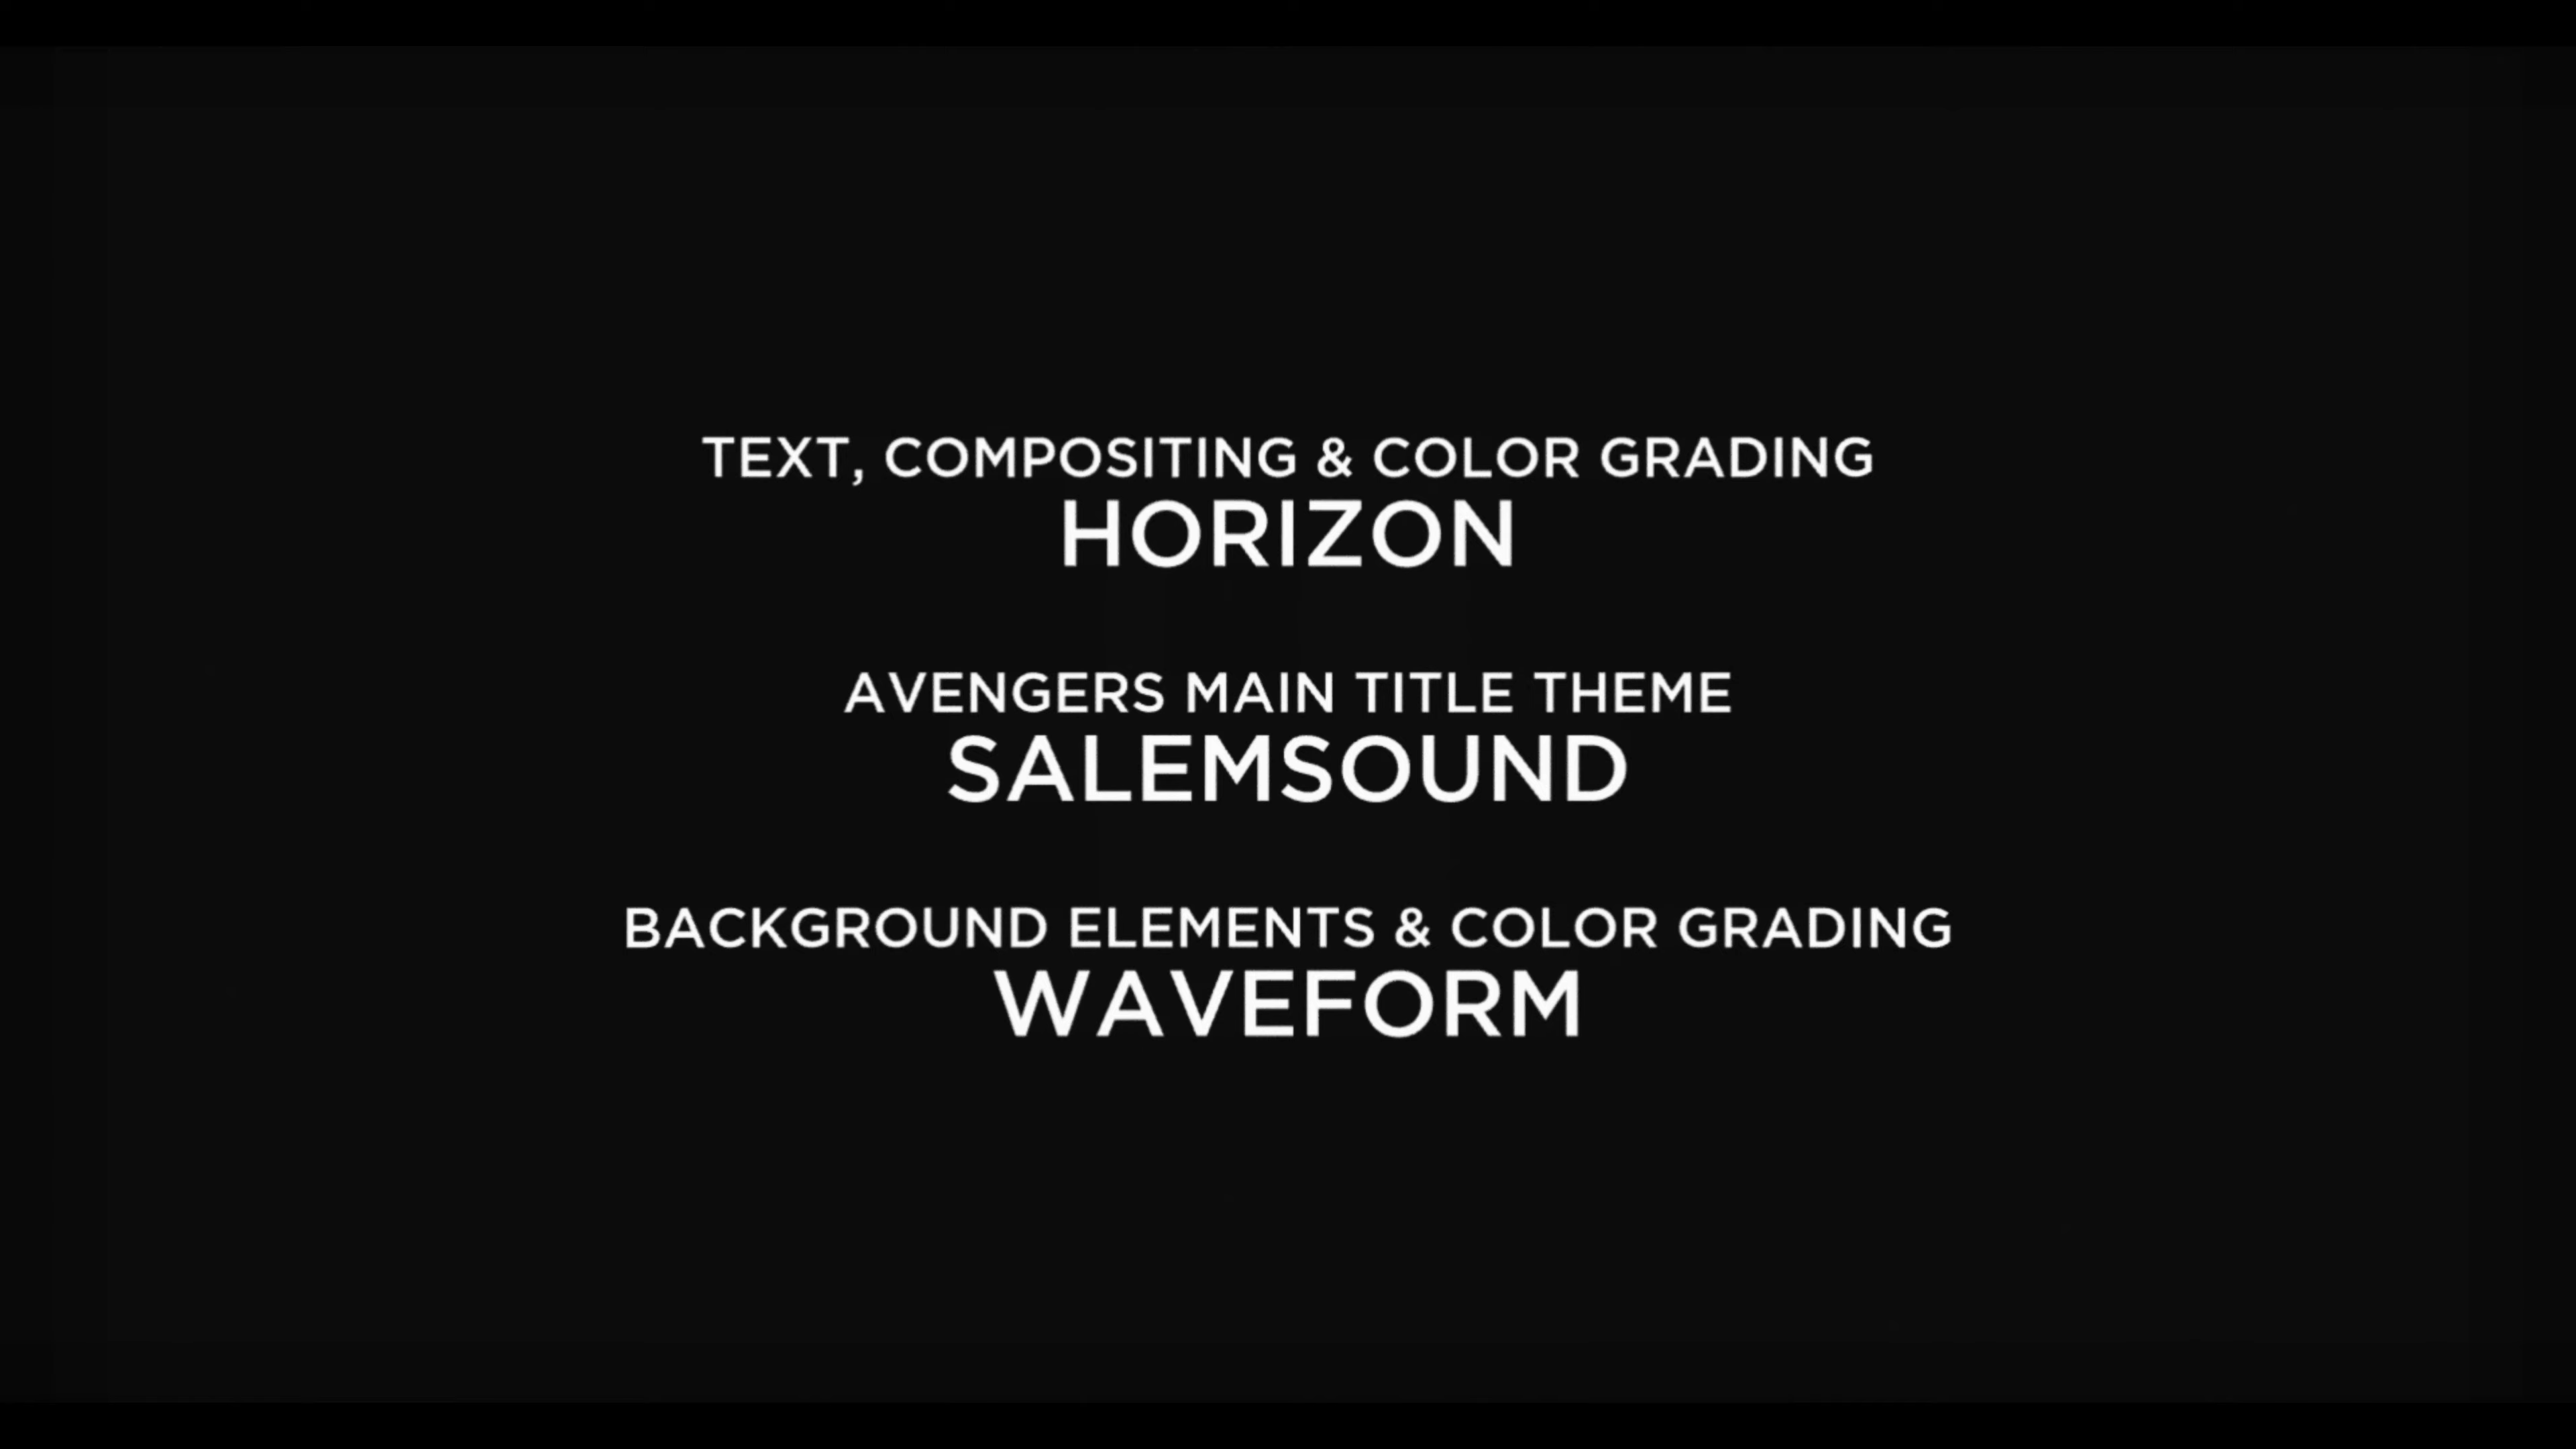 TEXT, COMPOSITING & COLOR GRADING
HORIZON
AVENGERS MAIN TITLE THEME
SALEMSOUND
BACKGROUND ELEMENTS & COLOR GRADING
WAVEFORM